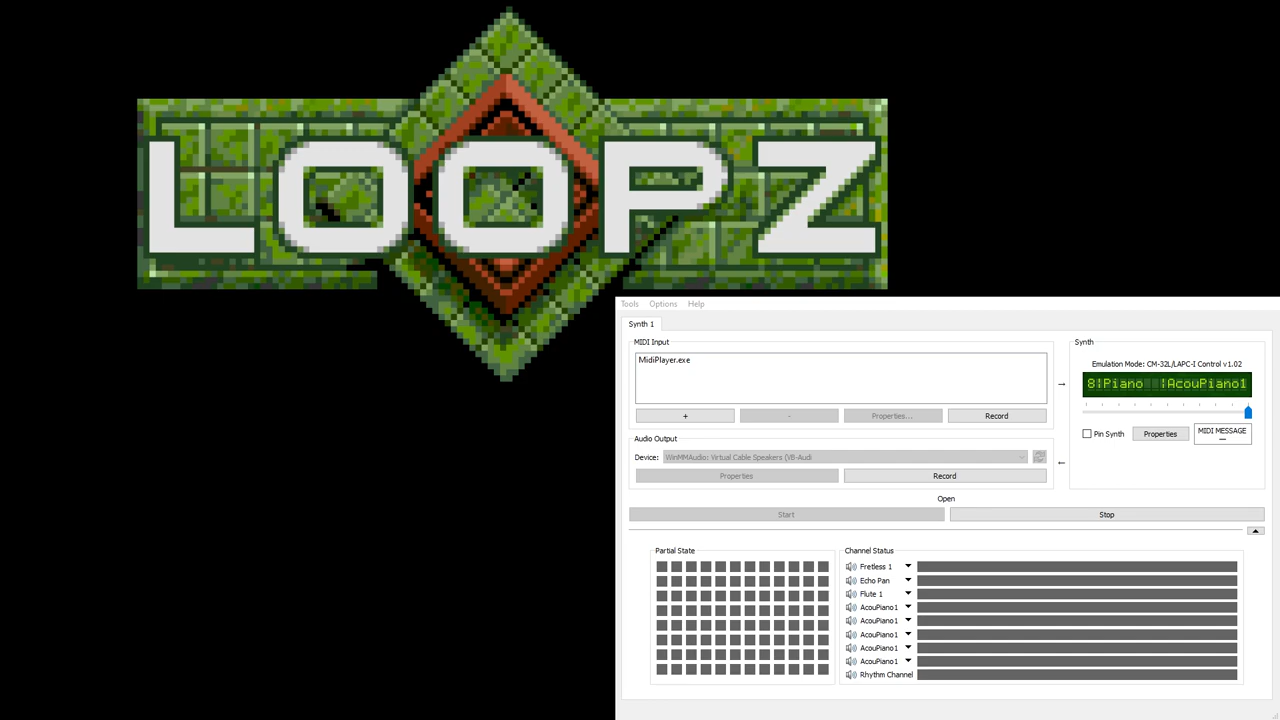 LOOPZ
Tools Options Help
Synth 1
MIDI Input
MidiPlayer.exe
+ - Properties... Record
Synth
Emulation Mode: CM-32L/LAPC-I Control v1.02
8|Piano |AcouPiano1
Pin Synth Properties MIDI MESSAGE
Audio Output
Device: WinMMAudio: Virtual Cable Speakers (VB-Audi
Properties Record
Open
Start Stop
Partial State
Channel Status
Fretless 1
Echo Pan
Flute 1
AcouPiano1
AcouPiano1
AcouPiano1
AcouPiano1
AcouPiano1
Rhythm Channel